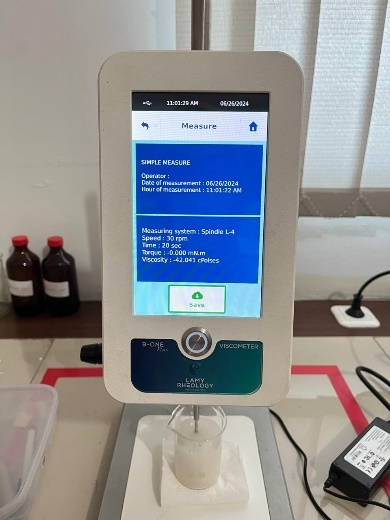 11:01:29 AM 06/26/2024
Measure
SIMPLE MEASURE
Operator :
Date of measurement : 06/26/2024
Hour of measurement : 11:01:22 AM
Measuring system : Spindle L-4
Speed : 30 rpm
Time : 20 sec
Torque : -0.000 mN.m
Viscosity : -42.041 cPoises
Save
B-ONE Plus VISCOMETER
LAMY
RHEOLOGY